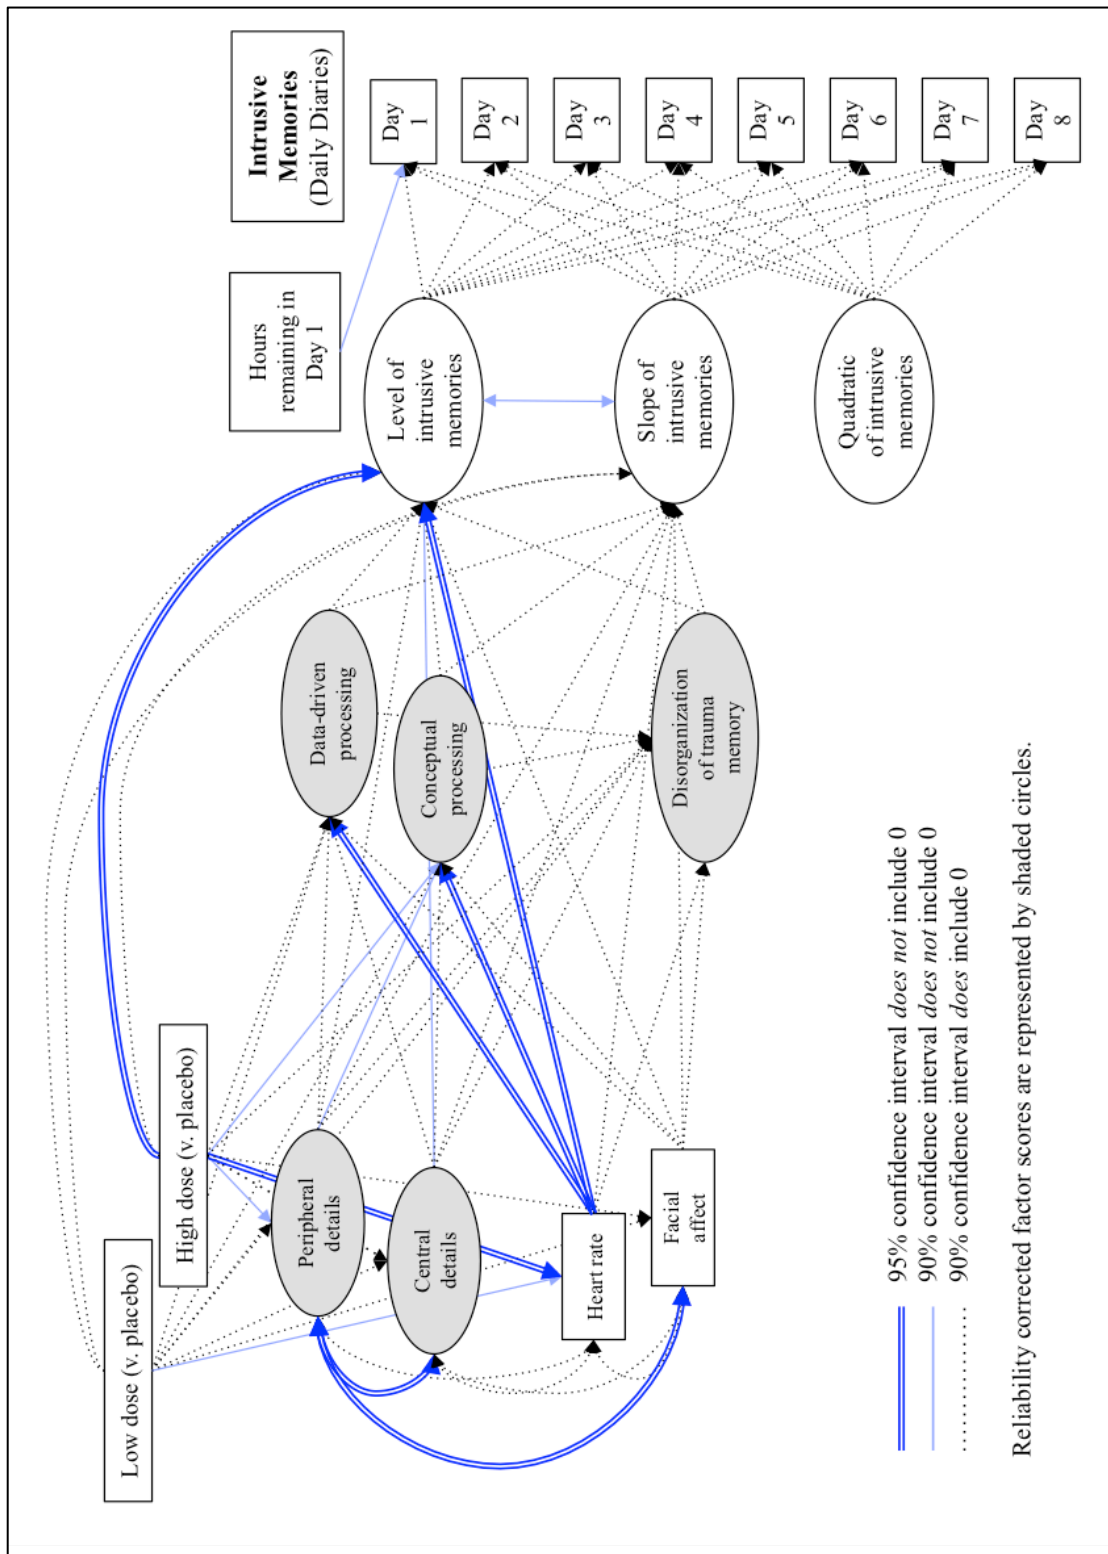 Low dose (v. placebo)
High dose (v. placebo)
Peripheral
details
Central
details
Heart rate
Facial
affect
Data-driven
processing
Conceptual
processing
Disorganization
of trauma
memory
Hours
remaining in
Day 1
Level of
intrusive
memories
Slope of
intrusive
memories
Quadratic
of intrusive
memories
Intrusive
Memories
(Daily Diaries)
Day
1
Day
2
Day
3
Day
4
Day
5
Day
6
Day
7
Day
8
95% confidence interval does not include 0
90% confidence interval does not include 0
90% confidence interval does include 0
Reliability corrected factor scores are represented by shaded circles.